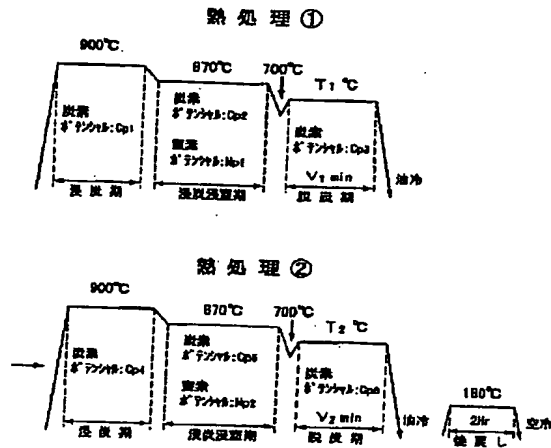 熱処理①
900℃
870℃
700℃
T₁ ℃
炭素
ポテンシャル:Cp1
炭素
ポテンシャル:Cp2
窒素
ポテンシャル:Np1
炭素
ポテンシャル:Cp3
V₁ min
浸炭期
浸炭浸窒期
脱炭期
油冷
熱処理②
900℃
870℃
700℃
T₂ ℃
炭素
ポテンシャル:Cp4
炭素
ポテンシャル:Cp5
窒素
ポテンシャル:Np2
炭素
ポテンシャル:Cp6
V₂ min
浸炭期
浸炭浸窒期
脱炭期
油冷
180℃
2Hr
焼戻し
空冷